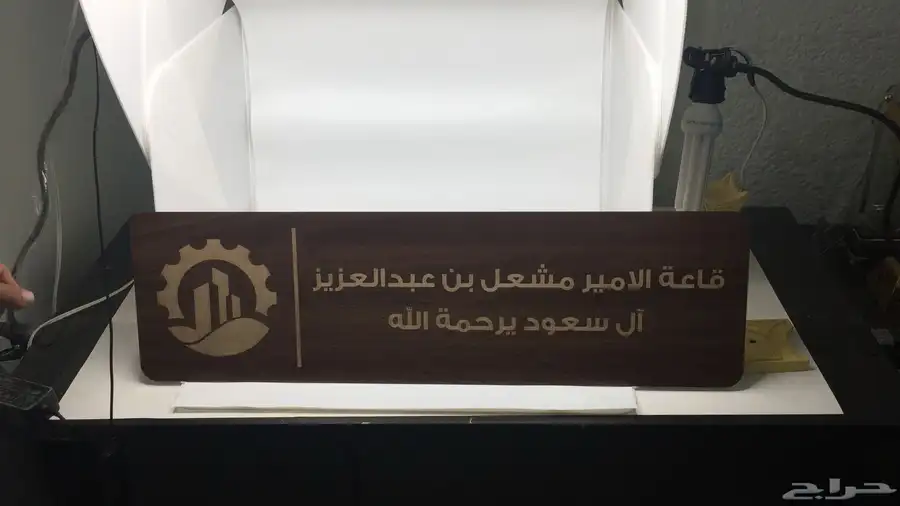 قاعة الامير مشعل بن عبدالعزيز
آل سعود يرحمة الله
حراج